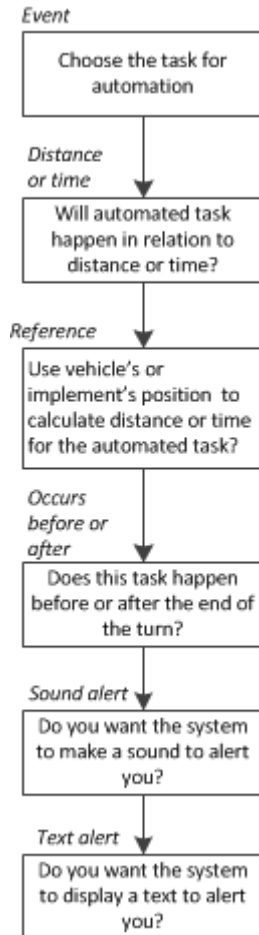 Event
Choose the task for
automation
Distance
or time
Will automated task
happen in relation to
distance or time?
Reference
Use vehicle's or
implement's position to
calculate distance or time
for the automated task?
Occurs
before or
after
Does this task happen
before or after the end of
the turn?
Sound alert
Do you want the system
to make a sound to alert
you?
Text alert
Do you want the system
to display a text to alert
you?